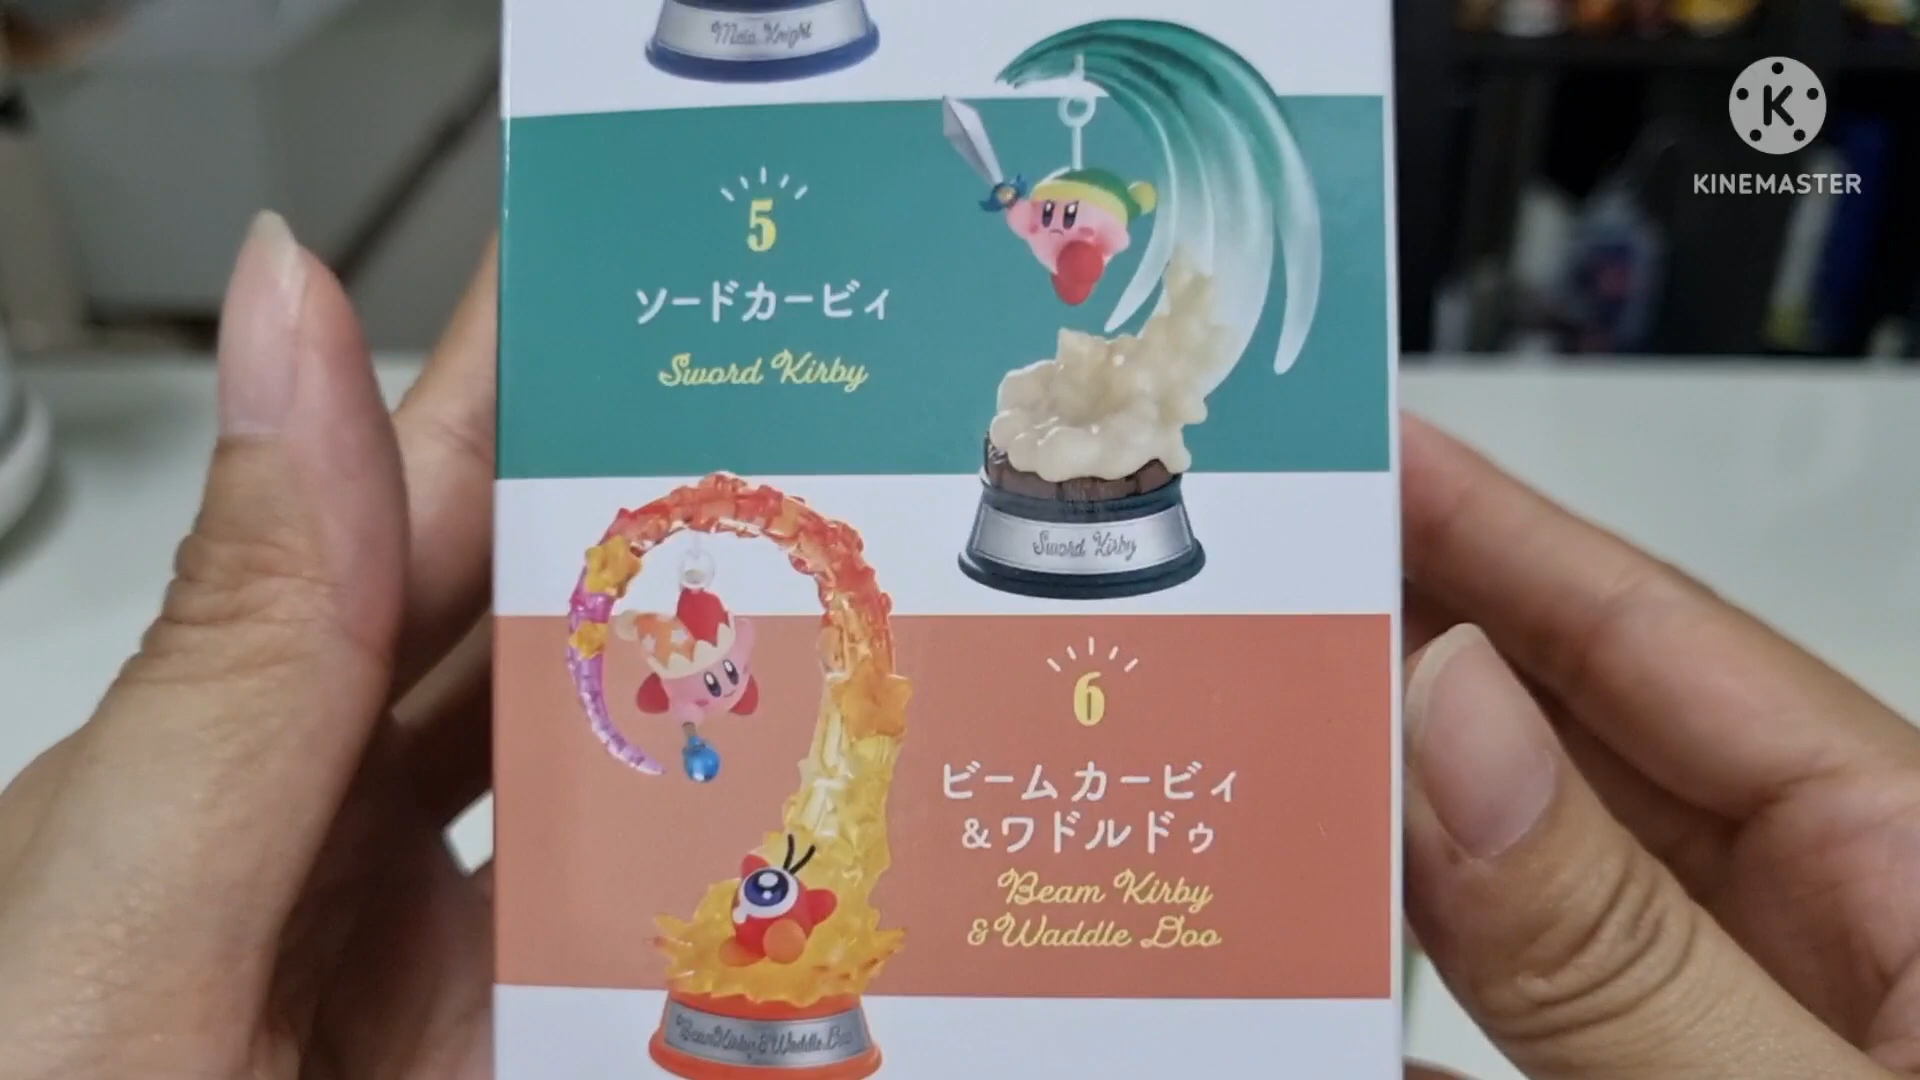 Meta Knight
K
KINEMASTER
5
ソードカービィ
Sword Kirby
Sword Kirby
6
ビームカービィ
&ワドルドゥ
Beam Kirby
& Waddle Doo
Beam Kirby & Waddle Doo